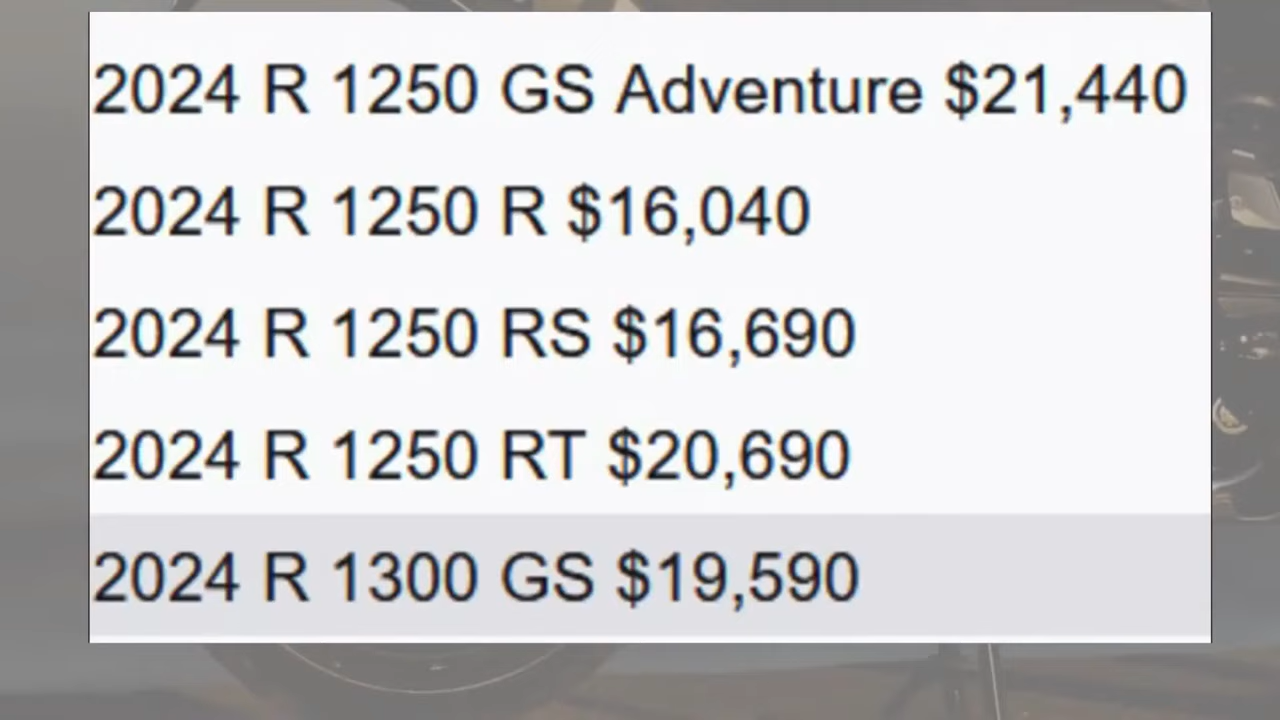 2024 R 1250 GS Adventure $21,440
2024 R 1250 R $16,040
2024 R 1250 RS $16,690
2024 R 1250 RT $20,690
2024 R 1300 GS $19,590